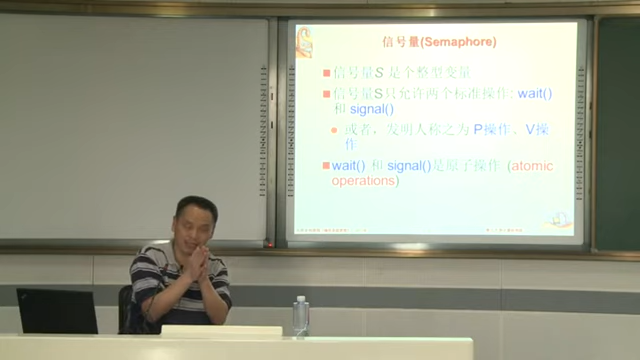 信号量(Semaphore)
信号量S 是个整型变量
信号量S只允许两个标准操作: wait()
和 signal()
或者，发明人称之为 P操作、V操
作
wait() 和 signal()是原子操作 (atomic
operations)